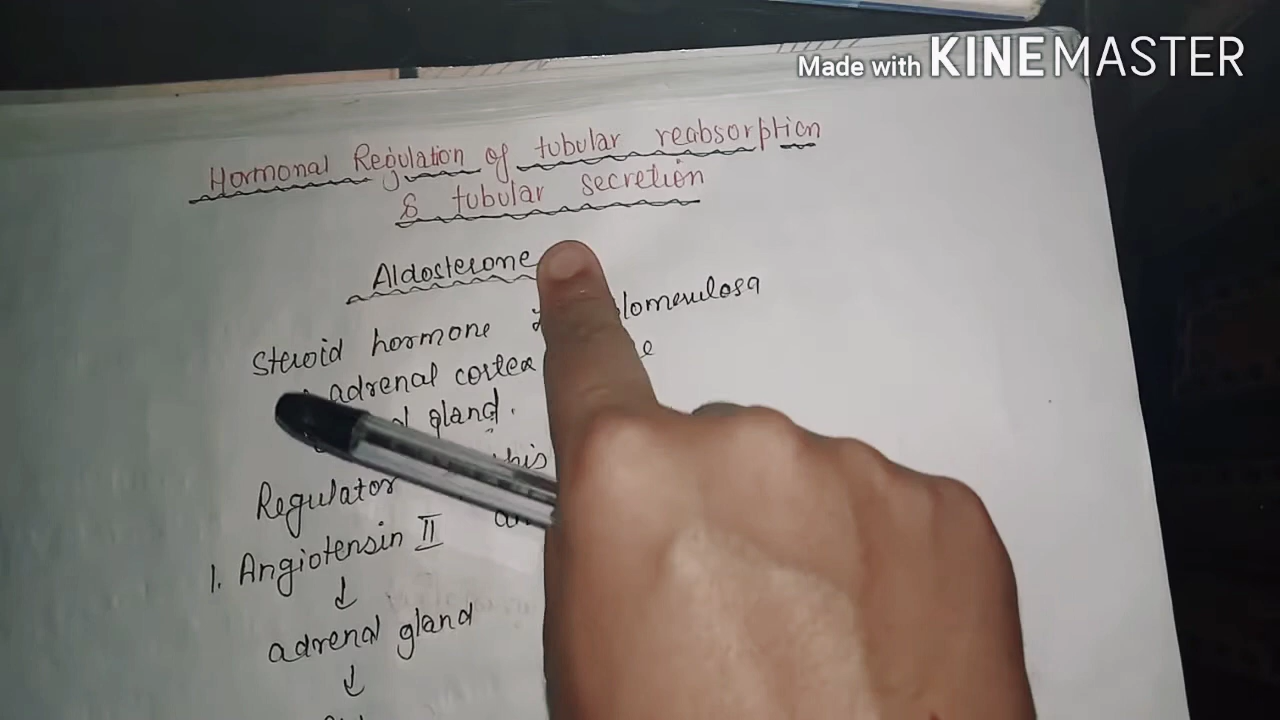 Made with KINEMASTER
Hormonal Regulation of tubular reabsorption
& tubular secretion
Aldosterone
Steroid hormone lomerulosa
adrenal cortex
gland.
Regulator his
1. Angiotensin II
↓
adrenal gland
↓